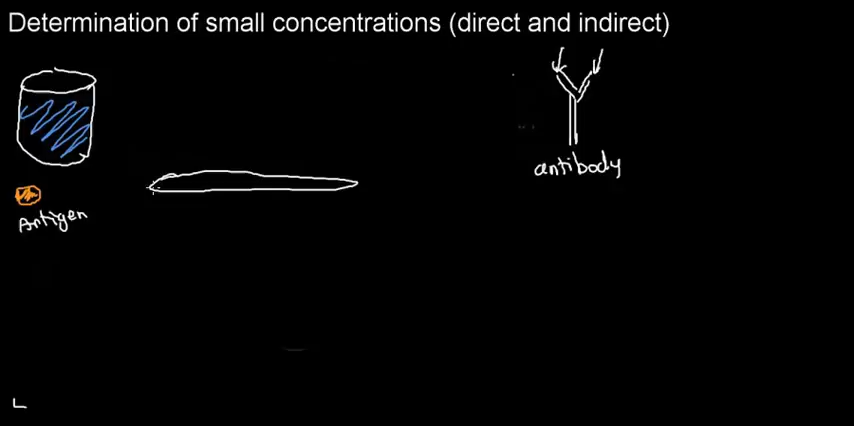 Determination of small concentrations (direct and indirect)
antibody
Antigen